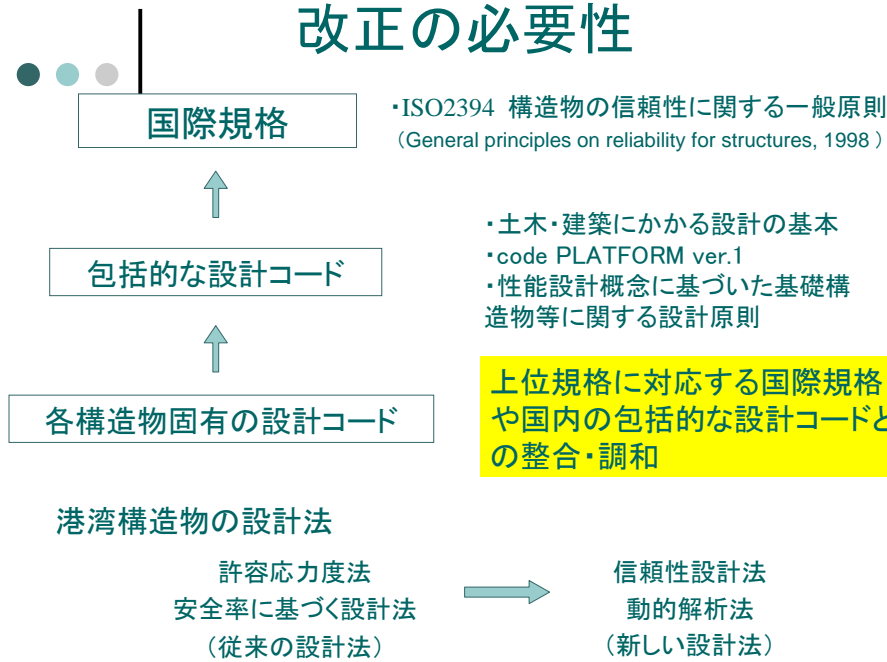 改正の必要性
国際規格
・ISO2394 構造物の信頼性に関する一般原則
（General principles on reliability for structures, 1998 ）
包括的な設計コード
・土木・建築にかかる設計の基本
・code PLATFORM ver.1
・性能設計概念に基づいた基礎構
造物等に関する設計原則
各構造物固有の設計コード
上位規格に対応する国際規格
や国内の包括的な設計コードと
の整合・調和
港湾構造物の設計法
許容応力度法
安全率に基づく設計法
（従来の設計法）
信頼性設計法
動的解析法
（新しい設計法）